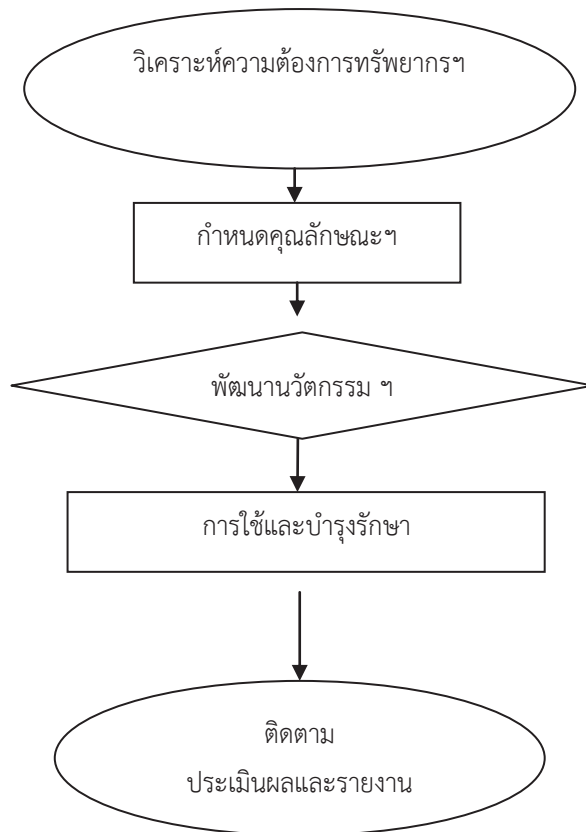 วิเคราะห์ความต้องการทรัพยากรฯ
กำหนดคุณลักษณะฯ
พัฒนานวัตกรรม ฯ
การใช้และบำรุงรักษา
ติดตาม
ประเมินผลและรายงาน